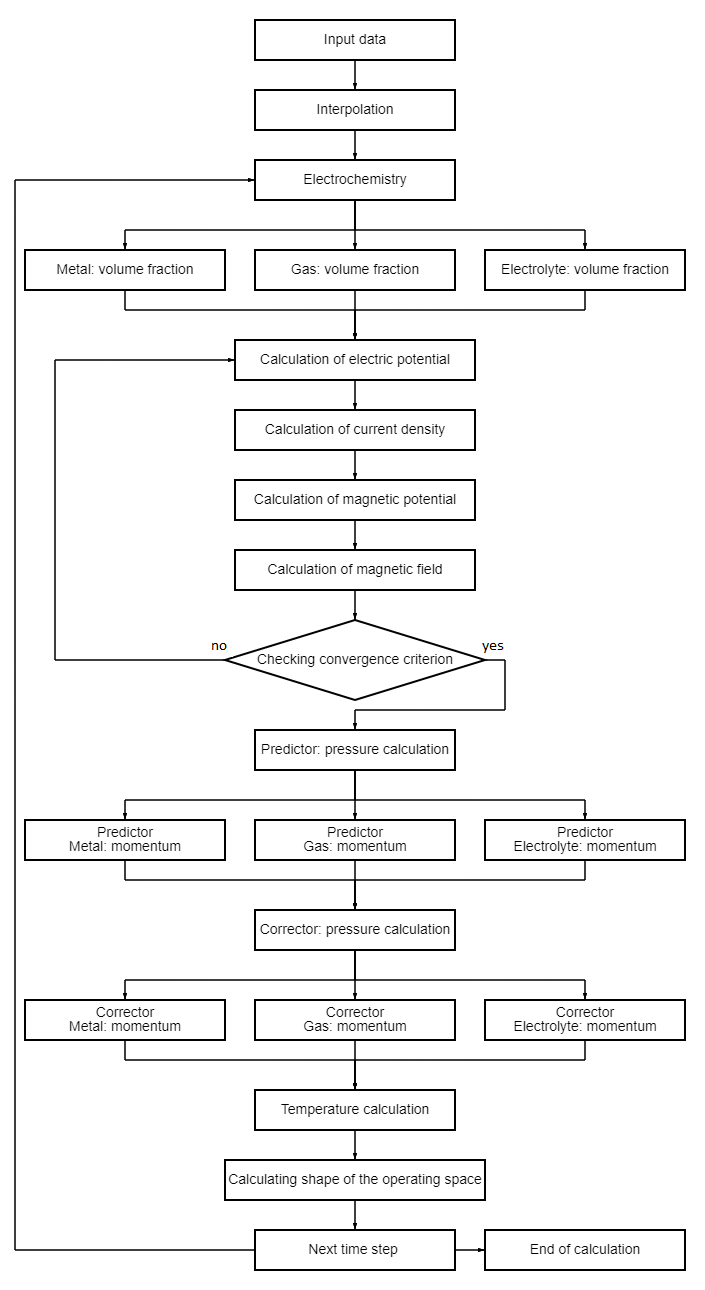 Input data
Interpolation
Electrochemistry
Metal: volume fraction
Gas: volume fraction
Electrolyte: volume fraction
Calculation of electric potential
Calculation of current density
Calculation of magnetic potential
Calculation of magnetic field
no
yes
Checking convergence criterion
Predictor: pressure calculation
Predictor
Metal: momentum
Predictor
Gas: momentum
Predictor
Electrolyte: momentum
Corrector: pressure calculation
Corrector
Metal: momentum
Corrector
Gas: momentum
Corrector
Electrolyte: momentum
Temperature calculation
Calculating shape of the operating space
Next time step
End of calculation